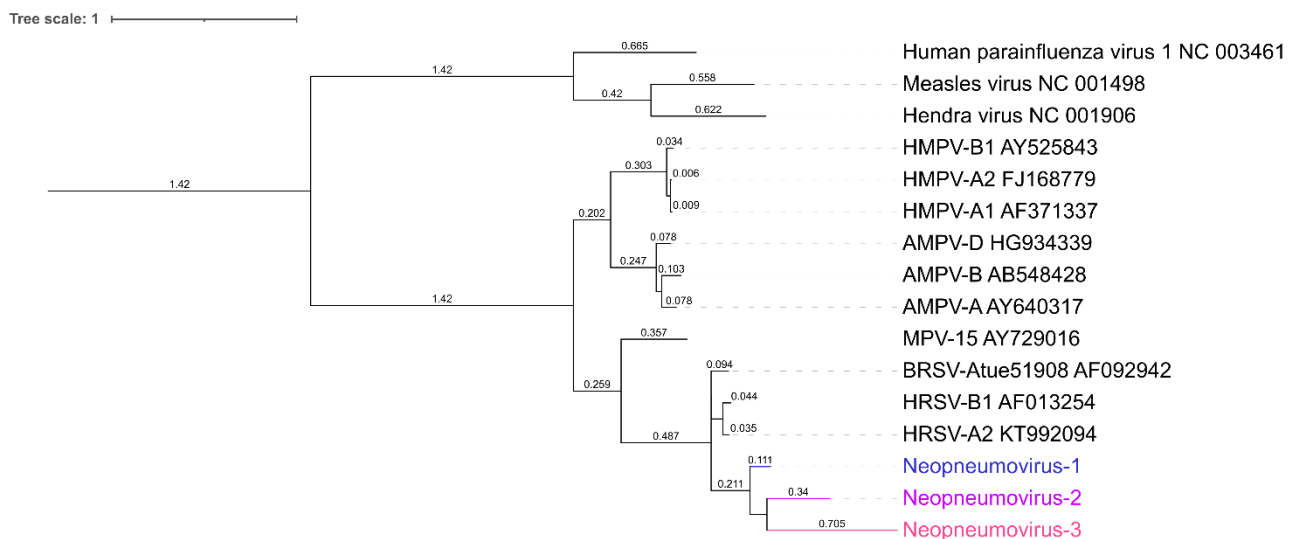 Tree scale: 1
0.665
Human parainfluenza virus 1 NC 003461
1.42
0.558
Measles virus NC 001498
0.42
0.622
Hendra virus NC 001906
0.034
HMPV-B1 AY525843
0.303
0.006
HMPV-A2 FJ168779
1.42
0.009
HMPV-A1 AF371337
0.202
0.078
AMPV-D HG934339
0.247
0.103
AMPV-B AB548428
1.42
0.078
AMPV-A AY640317
0.357
MPV-15 AY729016
0.094
BRSV-Atue51908 AF092942
0.259
0.044
HRSV-B1 AF013254
0.487
0.035
HRSV-A2 KT992094
0.111
Neopneumovirus-1
0.211
0.34
Neopneumovirus-2
0.705
Neopneumovirus-3